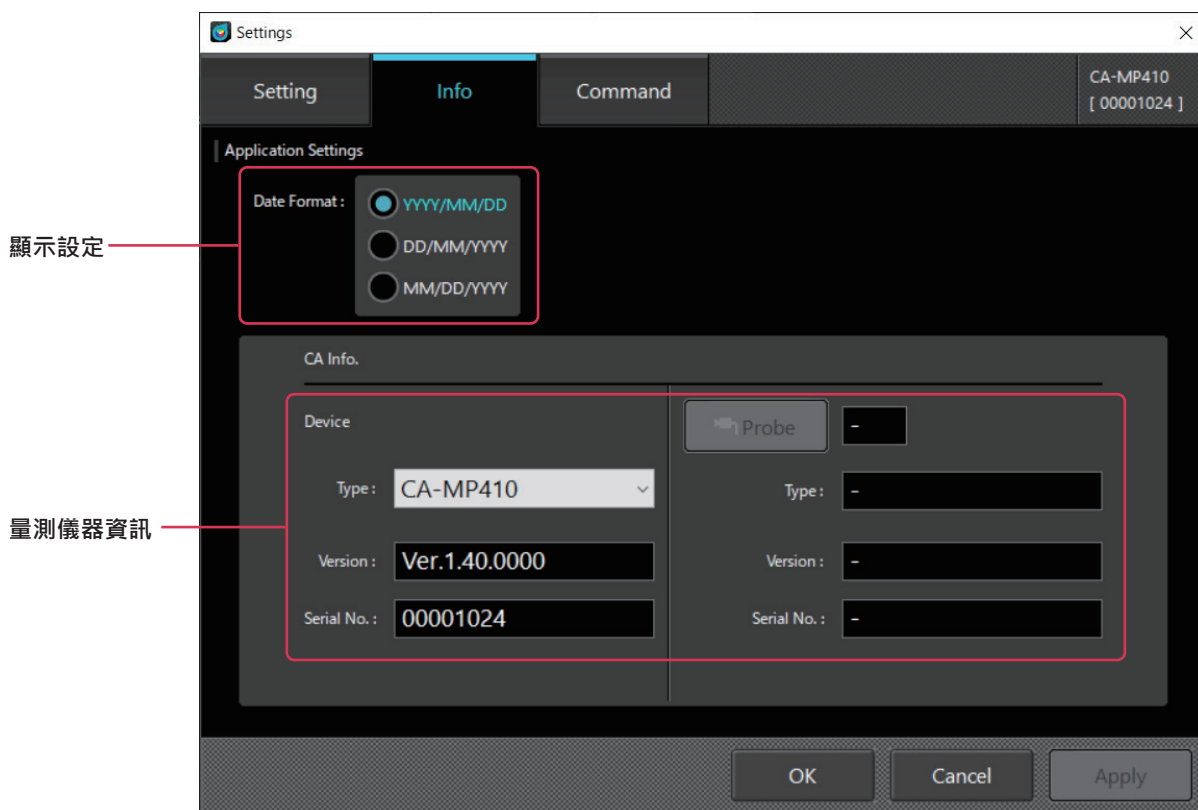 Settings
Setting
Info
Command
CA-MP410
[ 00001024 ]
Application Settings
顯示設定
Date Format :
YYYY/MM/DD
DD/MM/YYYY
MM/DD/YYYY
CA Info.
量測儀器資訊
Device
Type :
CA-MP410
Version :
Ver.1.40.0000
Serial No. :
00001024
Probe
-
Type :
-
Version :
-
Serial No. :
-
OK
Cancel
Apply